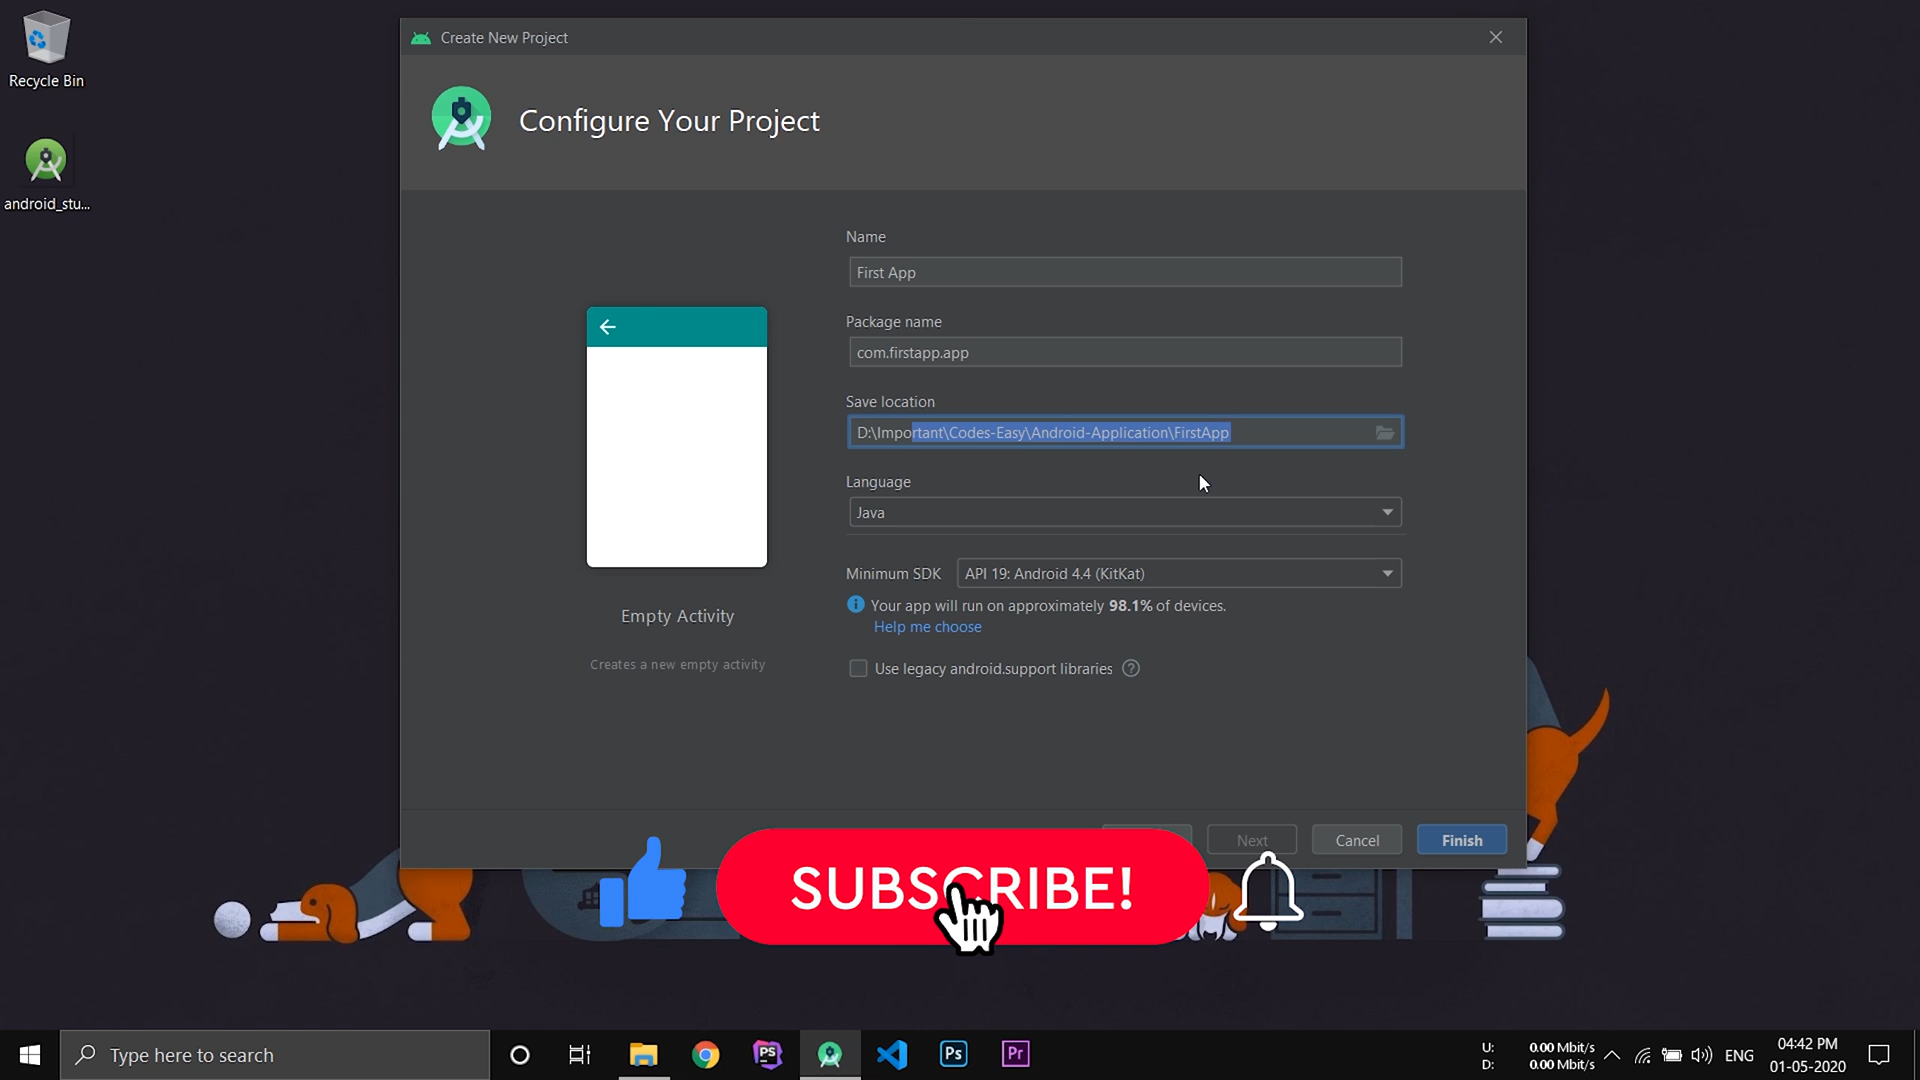 Recycle Bin
android_stu...
Create New Project
Configure Your Project
Name
First App
Package name
com.firstapp.app
Save location
D:\Important\Codes-Easy\Android-Application\FirstApp
Language
Java
Minimum SDK
API 19: Android 4.4 (KitKat)
Your app will run on approximately 98.1% of devices.
Help me choose
Use legacy android.support libraries
?
Empty Activity
Creates a new empty activity
Next
Cancel
Finish
SUBSCRIBE!
Type here to search
PS
Ps
Pr
U: 0.00 Mbit/s
D: 0.00 Mbit/s
ENG
04:42 PM
01-05-2020